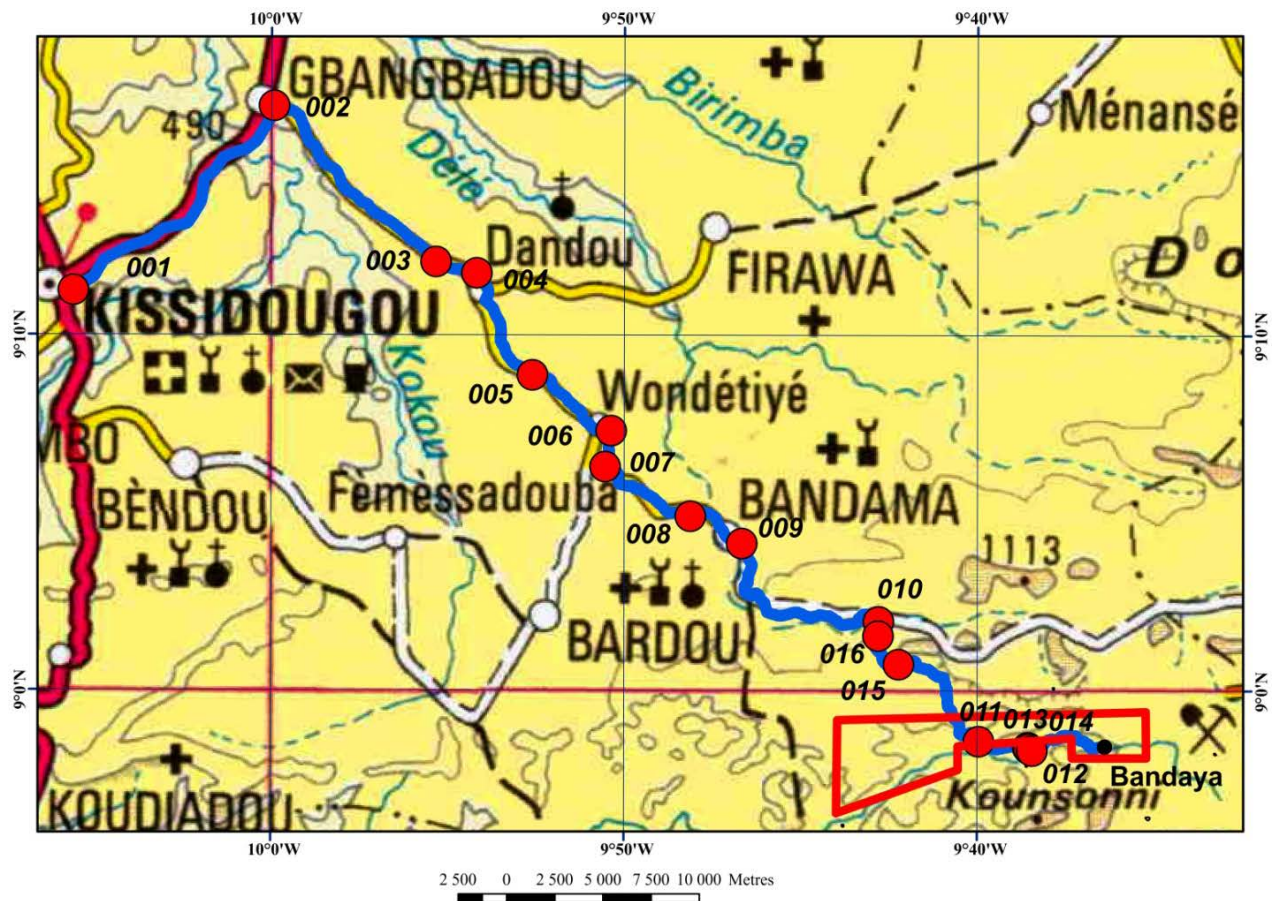 10°0'W
9°50'W
9°40'W
GBANGBADOU
002
490
Birimba
Ménansé
Dété
001
003
Dandou
004
FIRAWA
D'o
KISSIDOUGOU
9°10'N
9°10'N
Kokou
005
Wondétiyé
006
MBO
007
BÈNDOU
Fèmèssadouba
008
BANDAMA
009
1113
010
BARDOU
016
015
9°0'N
9°0'N
011
013
014
012
Bandaya
Kounsonni
KOUDIADOU
10°0'W
9°50'W
9°40'W
2 500 0 2 500 5 000 7 500 10 000 Metres